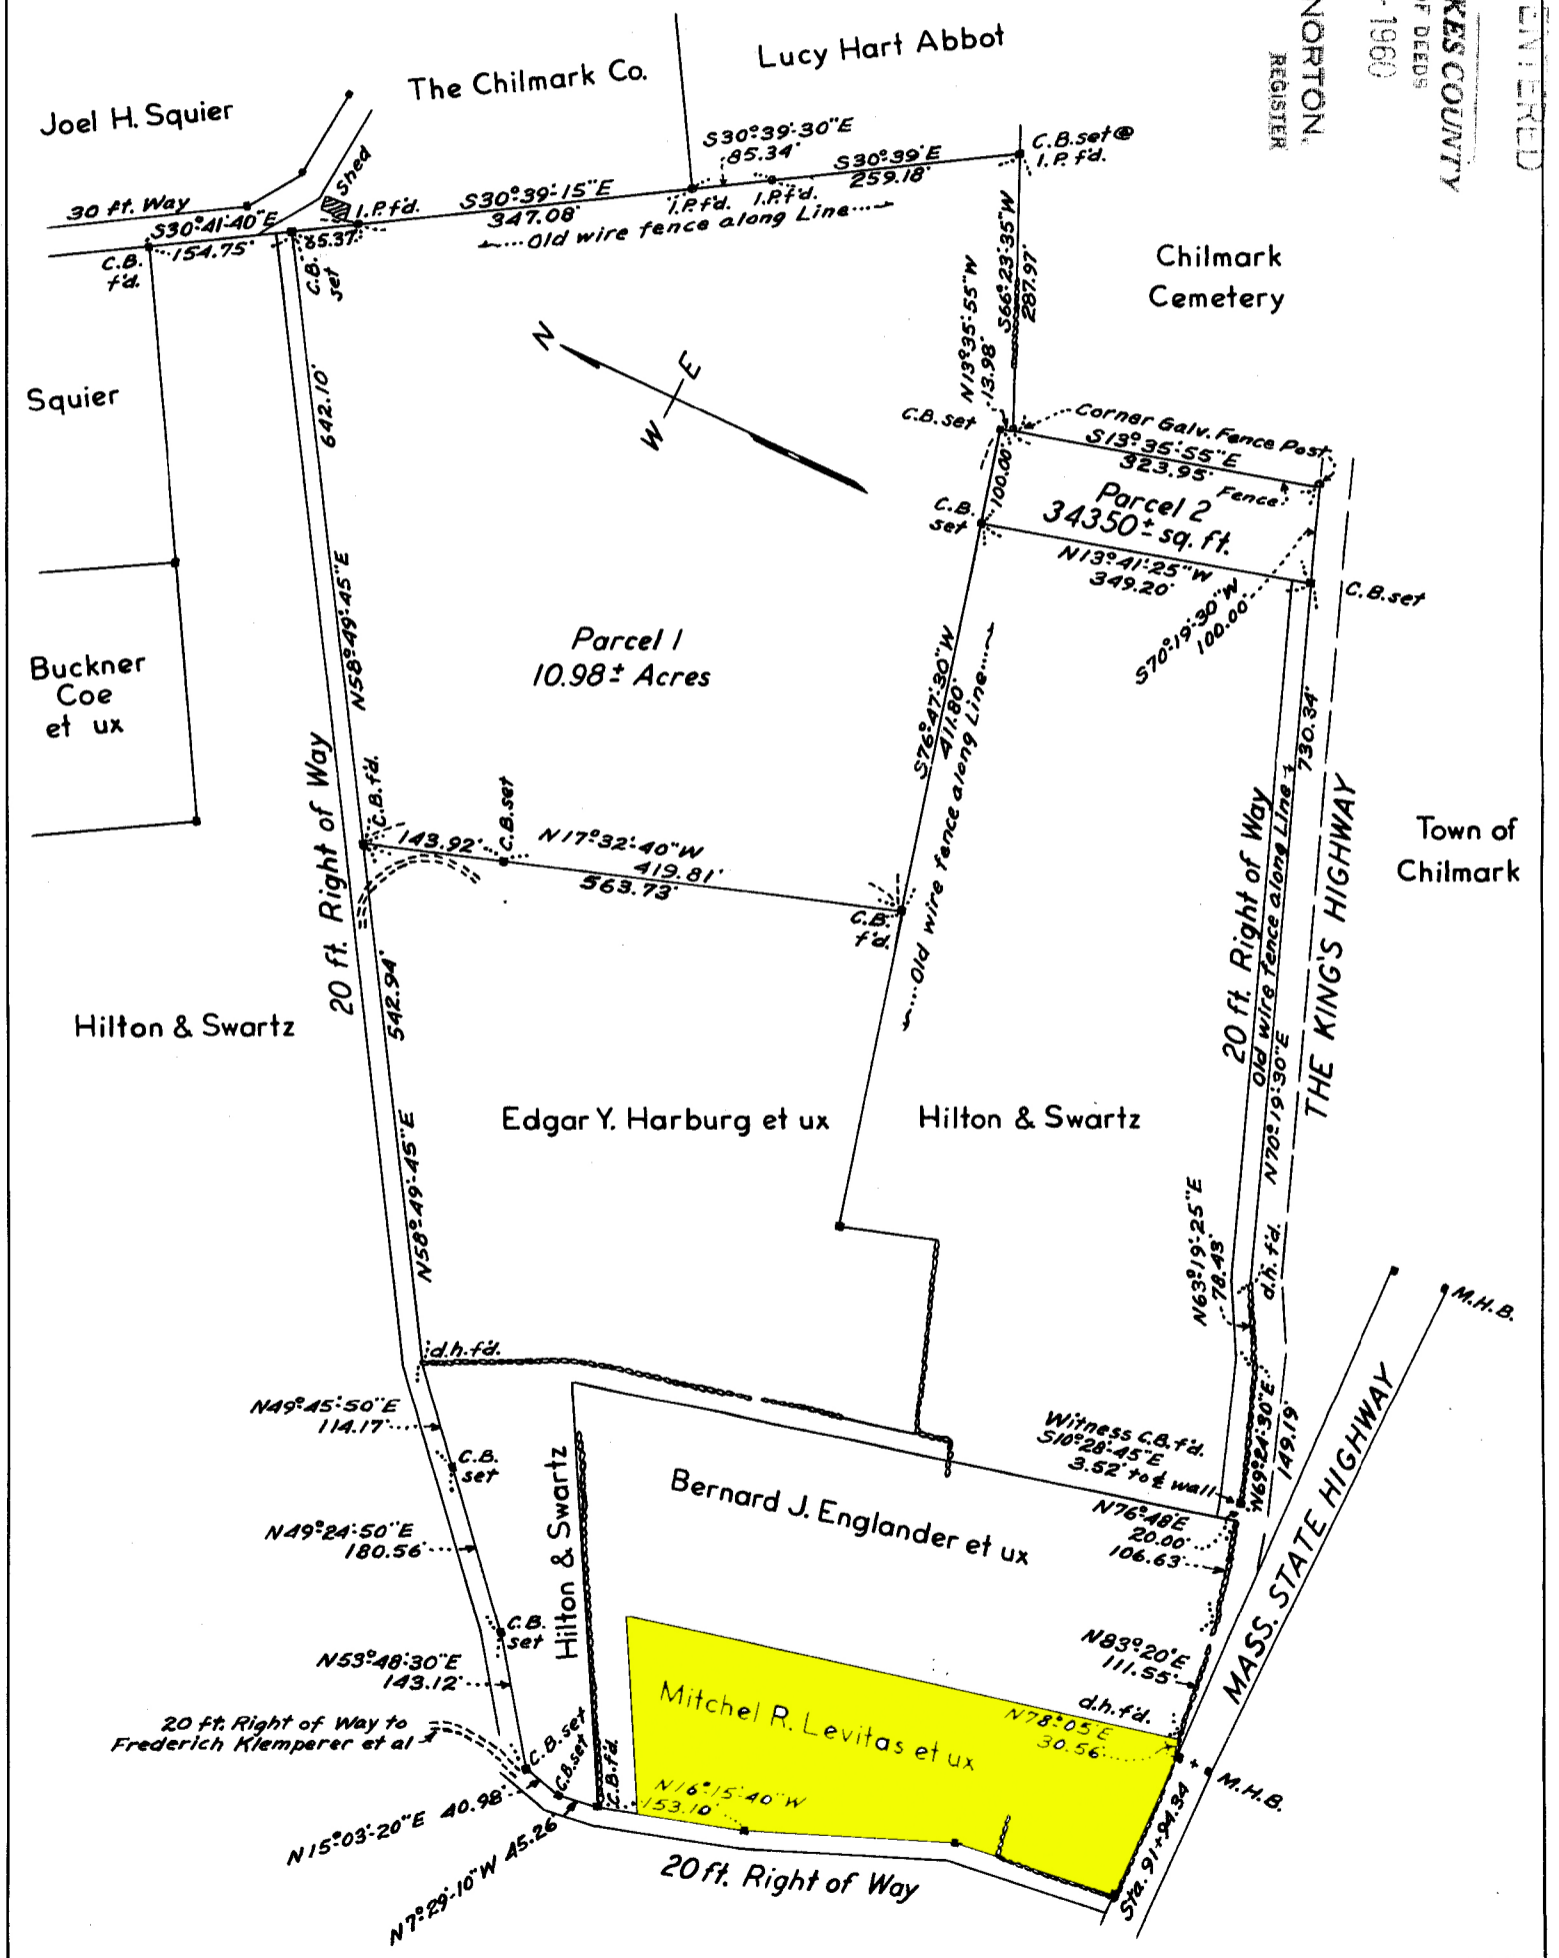 ENTERED
KES COUNTY
OF DEEDS
1960
NORTON,
REGISTER
Lucy Hart Abbot
The Chilmark Co.
Joel H. Squier
30 ft. Way
S30°-41'-40"E
154.75'
C.B.
f'd.
Shed
I.P. f'd.
85.37'
C.B.
set
S30°-39'-15"E
347.08'
S30°-39'-30"E
85.34'
I.P. f'd.
I.P. f'd.
S30°-39'E
259.18'
C.B. set @
I.P. f'd.
Old wire fence along Line
Chilmark
Cemetery
S66°-23'-35"W
287.97'
N13°-35'-55"W
13.98'
N
E
W
C.B. set
Corner Galv. Fence Post
S13°-35'-55"E
323.95'
Fence
Squier
642.10'
N58°-49'-45"E
100.00'
C.B.
set
Parcel 2
34350± sq. ft.
N13°-41'-25"W
349.20'
S70°-19'-30"W
100.00'
C.B. set
Buckner
Coe
et ux
Parcel 1
10.98± Acres
S76°-47'-30"W
411.80'
Old wire fence along Line
730.34'
20 ft. Right of Way
C.B. f'd.
143.92'
C.B. set
N17°-32'-40"W
419.81'
563.73'
C.B.
f'd.
20 ft. Right of Way
Old wire fence along Line
N70°-19'-30"E
THE KING'S HIGHWAY
Town of
Chilmark
Hilton & Swartz
542.94'
N58°-49'-45"E
Edgar Y. Harburg et ux
Hilton & Swartz
N63°-19'-25"E
78.43'
d.h. f'd.
M.H.B.
d.h. f'd.
N49°-45'-50"E
114.17'
C.B.
set
Witness C.B. f'd.
S10°-28'-45"E
3.52' to ℄ wall
N69°-24'-30"E
149.19'
MASS. STATE HIGHWAY
Hilton & Swartz
Bernard J. Englander et ux
N76°-48'E
20.00'
106.63'
N49°-24'-50"E
180.56'
C.B.
set
N53°-48'-30"E
143.12'
N83°-20'E
111.55'
d.h. f'd.
Mitchel R. Levitas et ux
N78°-05'E
30.56'
20 ft. Right of Way to
Frederich Klemperer et al
C.B. set
C.B. set
C.B. f'd.
N16°-15'-40"W
153.10'
M.H.B.
Sta. 91+94.34
N15°-03'-20"E 40.98'
N7°-29'-10"W 45.26
20 ft. Right of Way